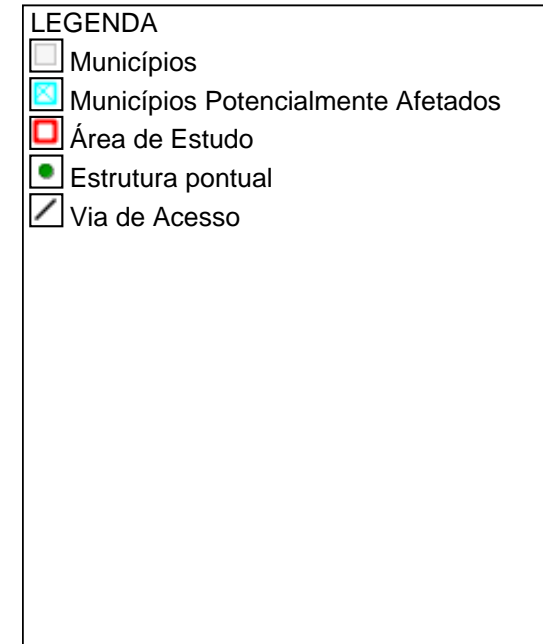 LEGENDA
Municípios
Municípios Potencialmente Afetados
Área de Estudo
Estrutura pontual
Via de Acesso